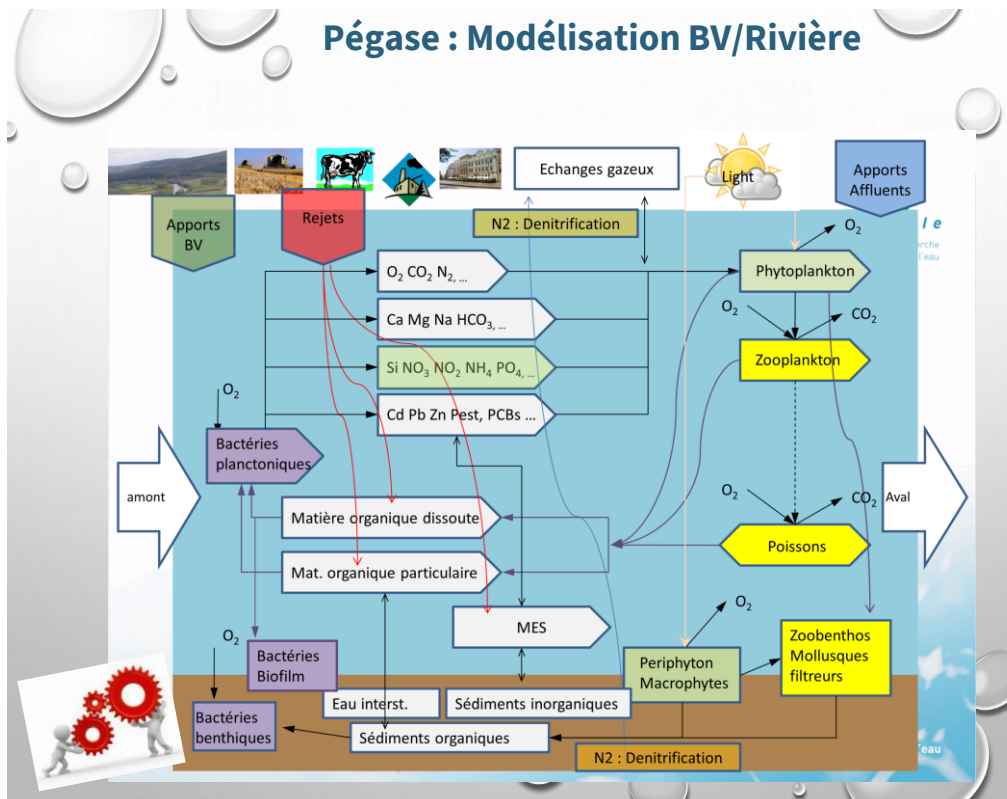 Pégase : Modélisation BV/Rivière
Echanges gazeux
Light
Apports
Affluents
Apports
BV
Rejets
N2 : Denitrification
O2
l e
erche
l'eau
O2 CO2 N2, ...
Phytoplankton
Ca Mg Na HCO3, ...
O2
CO2
Si NO3 NO2 NH4 PO4, ...
Zooplankton
O2
Cd Pb Zn Pest, PCBs ...
Bactéries
planctoniques
amont
O2
CO2
Aval
Matière organique dissoute
Poissons
Mat. organique particulaire
O2
MES
O2
Zoobenthos
Mollusques
filtreurs
Bactéries
Biofilm
Periphyton
Macrophytes
Eau interst.
Sédiments inorganiques
Bactéries
benthiques
Sédiments organiques
N2 : Denitrification
l'eau